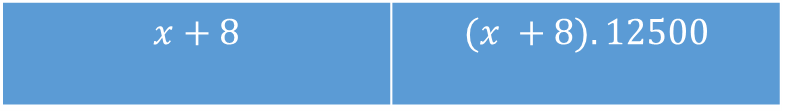 x + 8
(x + 8). 12500